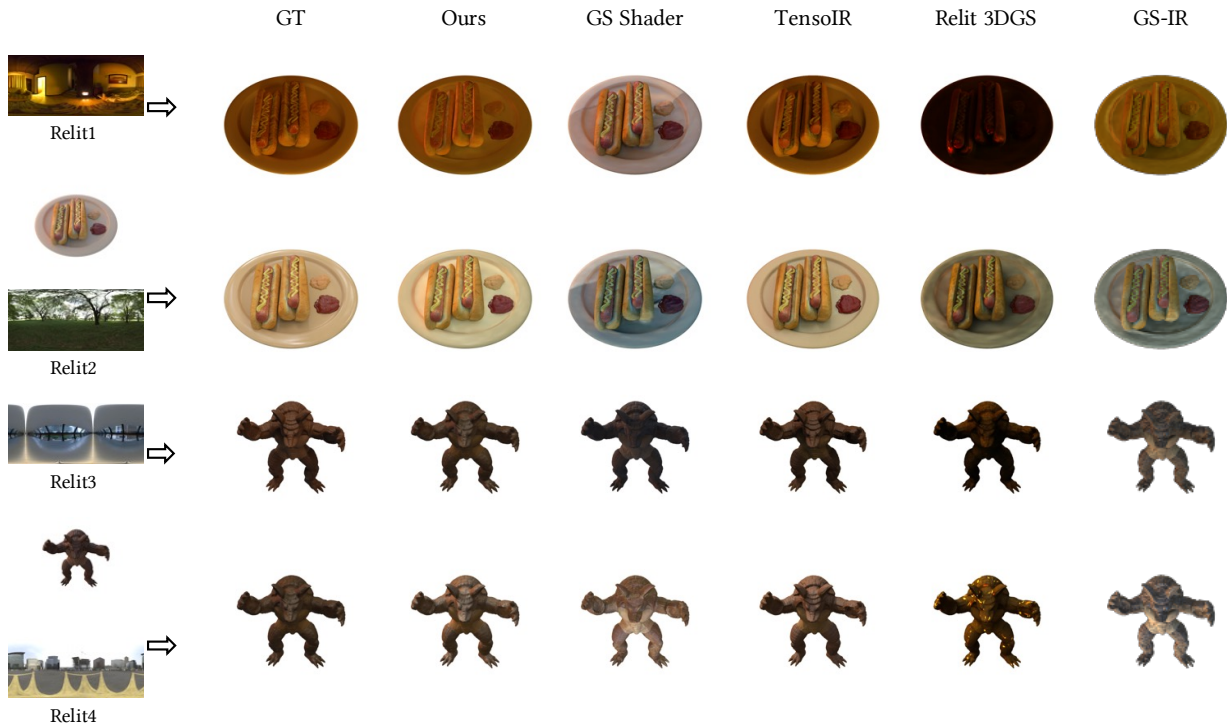 GT Ours GS Shader TensoIR Relit 3DGS GS-IR
Relit1
Relit2
Relit3
Relit4